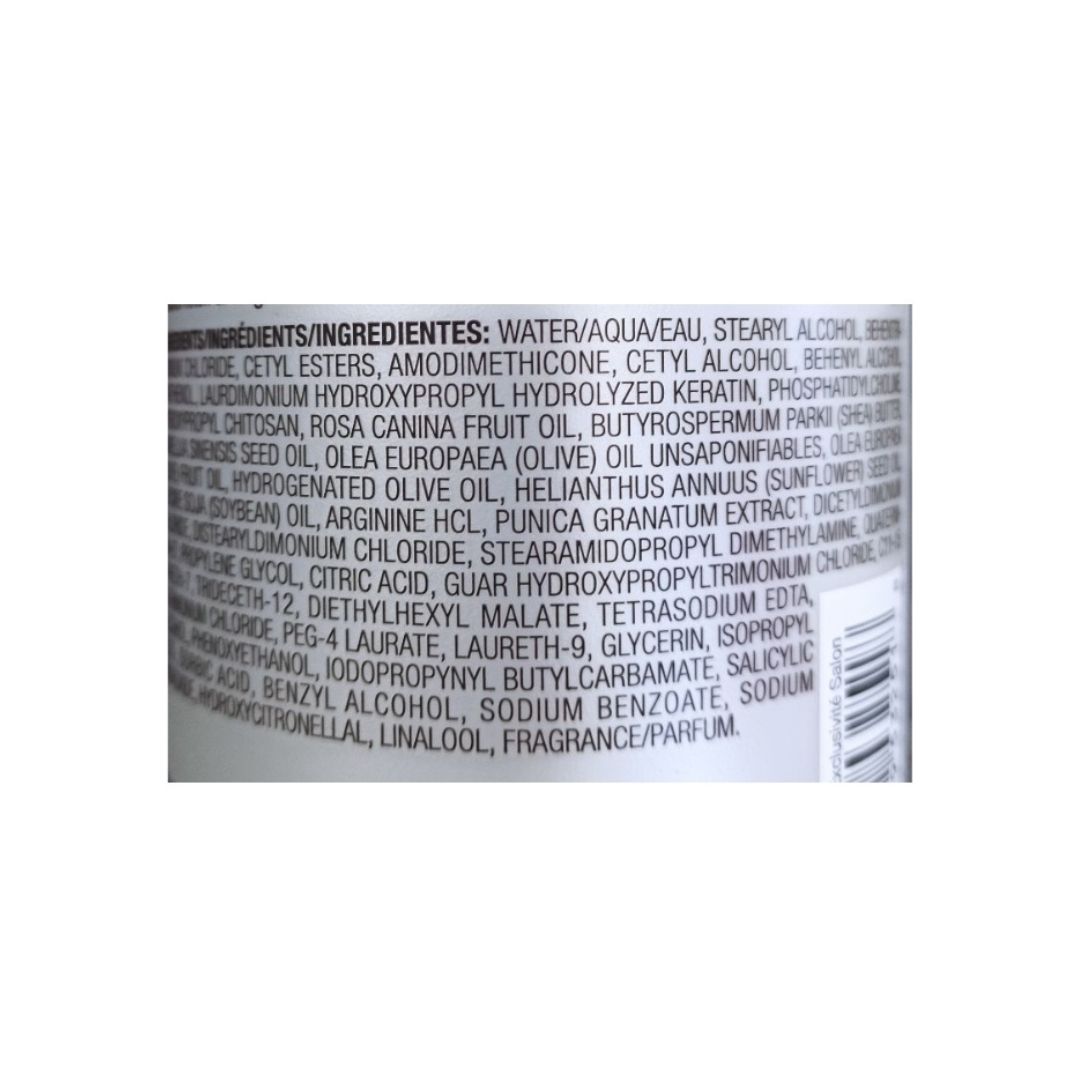 INGRÉDIENTS/INGREDIENTES: WATER/AQUA/EAU, STEARYL ALCOHOL,
CHLORIDE, CETYL ESTERS, AMODIMETHICONE, CETYL ALCOHOL, BEHENYL ALCOHOL,
LAURDIMONIUM HYDROXYPROPYL HYDROLYZED KERATIN, PHOSPHATIDYLCHOLINE,
CHITOSAN, ROSA CANINA FRUIT OIL, BUTYROSPERMUM PARKII (SHEA) BUTTER,
SINENSIS SEED OIL, OLEA EUROPAEA (OLIVE) OIL UNSAPONIFIABLES, OLEA
FRUIT OIL, HYDROGENATED OLIVE OIL, HELIANTHUS ANNUUS (SUNFLOWER) SEED OIL,
SOJA (SOYBEAN) OIL, ARGININE HCL, PUNICA GRANATUM EXTRACT,
DISTEARYLDIMONIUM CHLORIDE, STEARAMIDOPROPYL DIMETHYLAMINE,
PROPYLENE GLYCOL, CITRIC ACID, GUAR HYDROXYPROPYLTRIMONIUM CHLORIDE,
TRIDECETH-12, DIETHYLHEXYL MALATE, TETRASODIUM EDTA,
CHLORIDE, PEG-4 LAURATE, LAURETH-9, GLYCERIN, ISOPROPYL
PHENOXYETHANOL, IODOPROPYNYL BUTYLCARBAMATE, SALICYLIC
ACID, BENZYL ALCOHOL, SODIUM BENZOATE, SODIUM
HYDROXYCITRONELLAL, LINALOOL, FRAGRANCE/PARFUM.
Salon